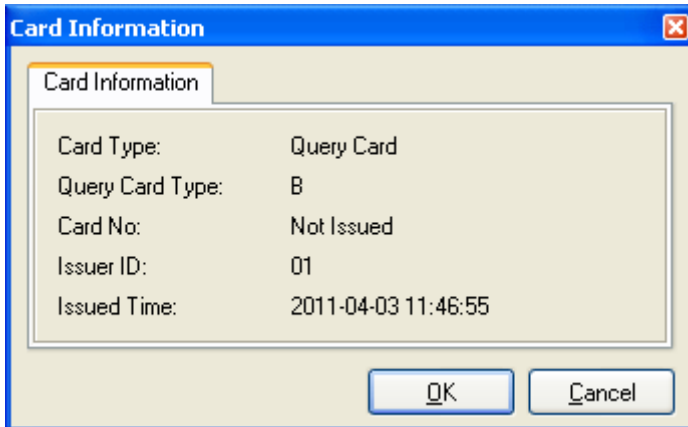 Card Information
Card Information
Card Type: Query Card
Query Card Type: B
Card No: Not Issued
Issuer ID: 01
Issued Time: 2011-04-03 11:46:55
OK Cancel